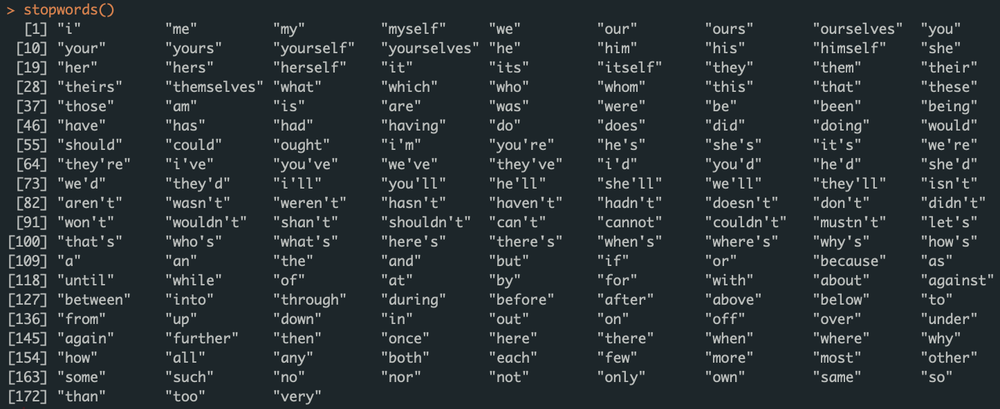 > stopwords()
[1] "i" "me" "my" "myself" "we" "our" "ours" "ourselves" "you"
[10] "your" "yours" "yourself" "yourselves" "he" "him" "his" "himself" "she"
[19] "her" "hers" "herself" "it" "its" "itself" "they" "them" "their"
[28] "theirs" "themselves" "what" "which" "who" "whom" "this" "that" "these"
[37] "those" "am" "is" "are" "was" "were" "be" "been" "being"
[46] "have" "has" "had" "having" "do" "does" "did" "doing" "would"
[55] "should" "could" "ought" "i'm" "you're" "he's" "she's" "it's" "we're"
[64] "they're" "i've" "you've" "we've" "they've" "i'd" "you'd" "he'd" "she'd"
[73] "we'd" "they'd" "i'll" "you'll" "he'll" "she'll" "we'll" "they'll" "isn't"
[82] "aren't" "wasn't" "weren't" "hasn't" "haven't" "hadn't" "doesn't" "don't" "didn't"
[91] "won't" "wouldn't" "shan't" "shouldn't" "can't" "cannot" "couldn't" "mustn't" "let's"
[100] "that's" "who's" "what's" "here's" "there's" "when's" "where's" "why's" "how's"
[109] "a" "an" "the" "and" "but" "if" "or" "because" "as"
[118] "until" "while" "of" "at" "by" "for" "with" "about" "against"
[127] "between" "into" "through" "during" "before" "after" "above" "below" "to"
[136] "from" "up" "down" "in" "out" "on" "off" "over" "under"
[145] "again" "further" "then" "once" "here" "there" "when" "where" "why"
[154] "how" "all" "any" "both" "each" "few" "more" "most" "other"
[163] "some" "such" "no" "nor" "not" "only" "own" "same" "so"
[172] "than" "too" "very"